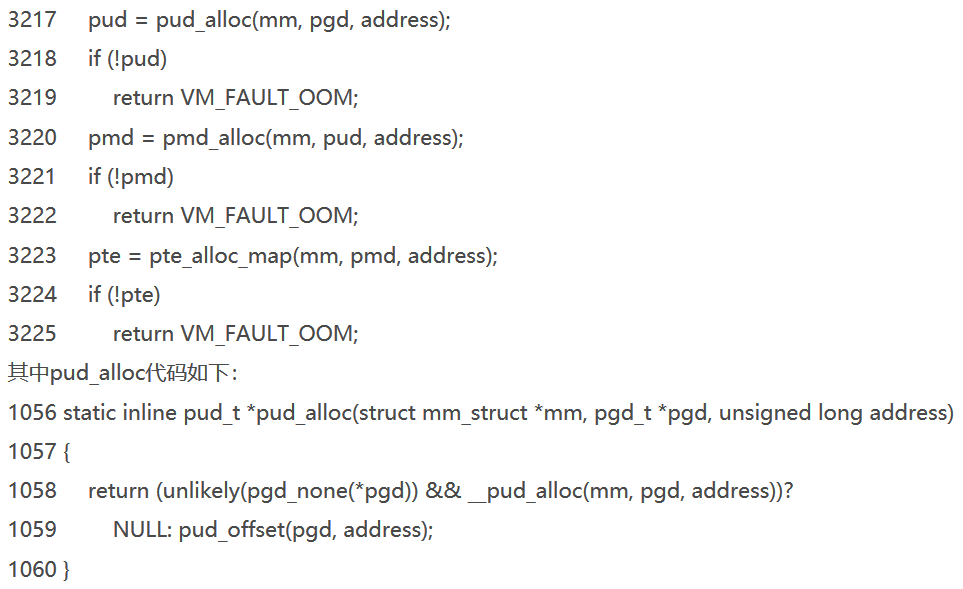 3217     pud = pud_alloc(mm, pgd, address);
3218     if (!pud)
3219         return VM_FAULT_OOM;
3220     pmd = pmd_alloc(mm, pud, address);
3221     if (!pmd)
3222         return VM_FAULT_OOM;
3223     pte = pte_alloc_map(mm, pmd, address);
3224     if (!pte)
3225         return VM_FAULT_OOM;
其中pud_alloc代码如下：
1056 static inline pud_t *pud_alloc(struct mm_struct *mm, pgd_t *pgd, unsigned long address)
1057 {
1058     return (unlikely(pgd_none(*pgd)) && __pud_alloc(mm, pgd, address))?
1059         NULL: pud_offset(pgd, address);
1060 }